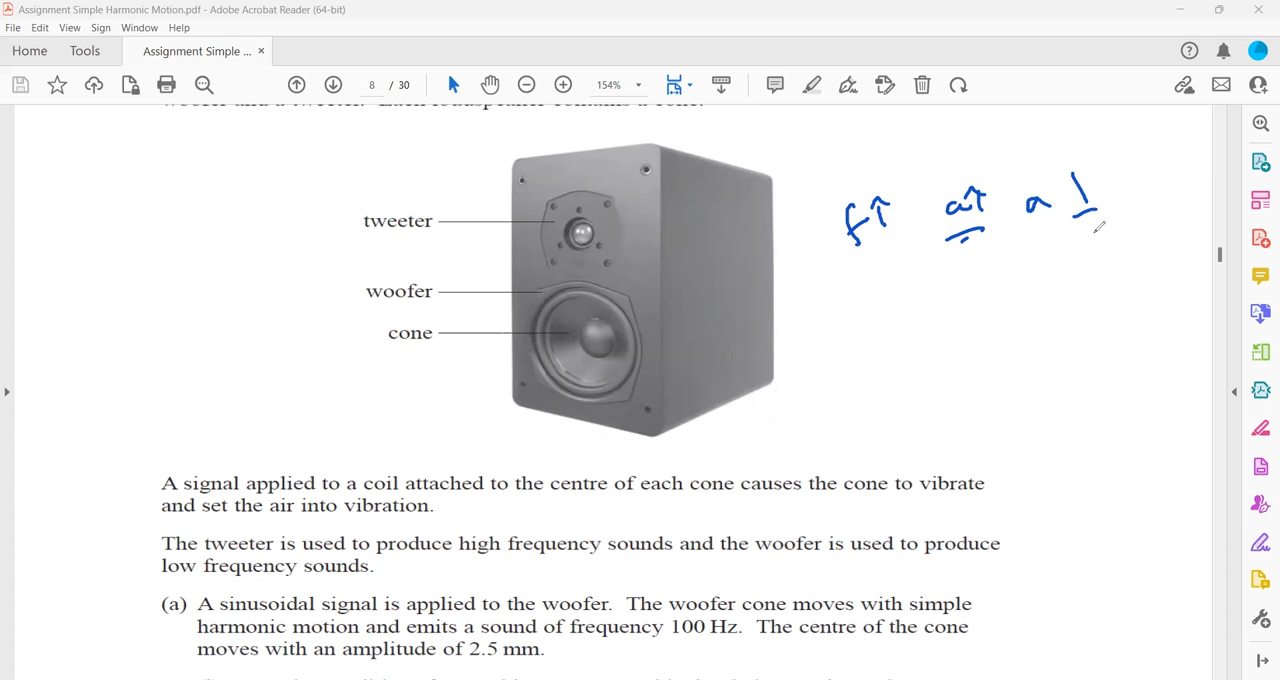 Assignment Simple Harmonic Motion.pdf - Adobe Acrobat Reader (64-bit)
File Edit View Sign Window Help
Home Tools Assignment Simple ... ×
8 / 30 154%
tweeter
woofer
cone
A signal applied to a coil attached to the centre of each cone causes the cone to vibrate
and set the air into vibration.
The tweeter is used to produce high frequency sounds and the woofer is used to produce
low frequency sounds.
(a) A sinusoidal signal is applied to the woofer. The woofer cone moves with simple
harmonic motion and emits a sound of frequency 100 Hz. The centre of the cone
moves with an amplitude of 2.5 mm.